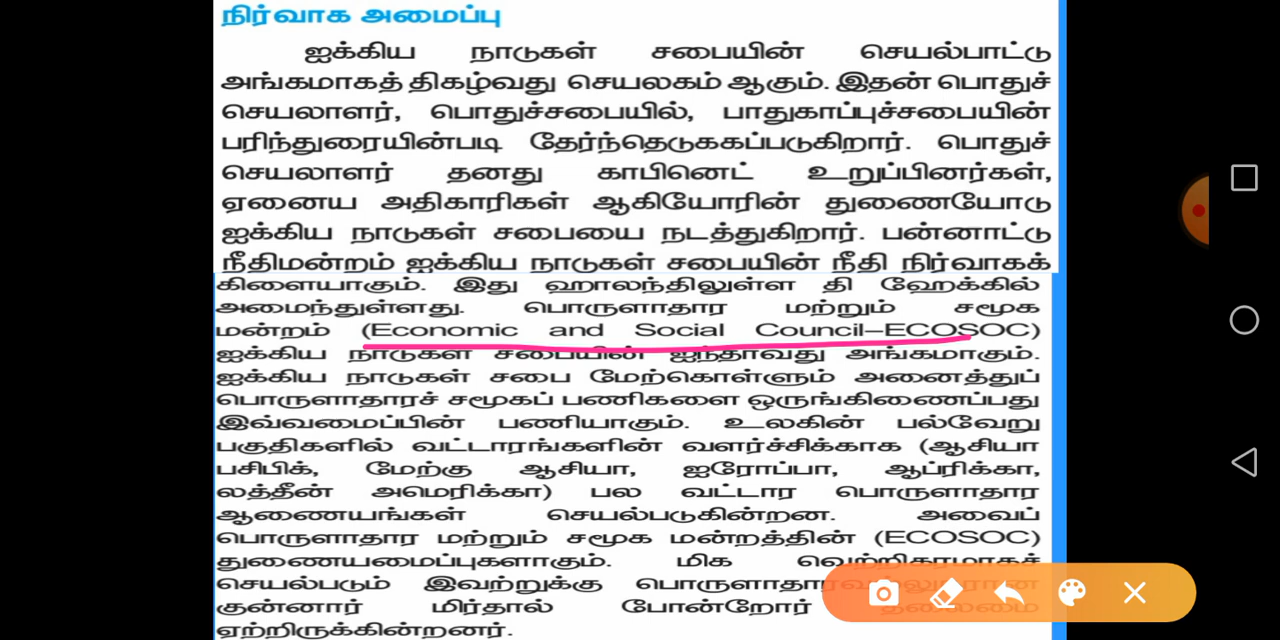 நிர்வாக அமைப்பு
ஐக்கிய நாடுகள் சபையின் செயல்பாட்டு
அங்கமாகத் திகழ்வது செயலகம் ஆகும். இதன் பொதுச்
செயலாளர், பொதுச்சபையில், பாதுகாப்புச்சபையின்
பரிந்துரையின்படி தேர்ந்தெடுககப்படுகிறார். பொதுச்
செயலாளர் தனது காபினெட் உறுப்பினர்கள்,
ஏனைய அதிகாரிகள் ஆகியோரின் துணையோடு
ஐக்கிய நாடுகள் சபையை நடத்துகிறார். பன்னாட்டு
நீதிமன்றம் ஐக்கிய நாடுகள் சபையின் நீதி நிர்வாகக்
கிளையாகும். இது ஹாலந்திலுள்ள தி ஹேக்கில்
அமைந்துள்ளது. பொருளாதார மற்றும் சமூக
மன்றம் (Economic and Social Council–ECOSOC)
ஐக்கிய நாடுகள் சபையின் ஐந்தாவது அங்கமாகும்.
ஐக்கிய நாடுகள் சபை மேற்கொள்ளும் அனைத்துப்
பொருளாதாரச் சமூகப் பணிகளை ஒருங்கிணைப்பது
இவ்வமைப்பின் பணியாகும். உலகின் பல்வேறு
பகுதிகளில் வட்டாரங்களின் வளர்ச்சிக்காக (ஆசியா
பசிபிக், மேற்கு ஆசியா, ஐரோப்பா, ஆப்ரிக்கா,
லத்தீன் அமெரிக்கா) பல வட்டார பொருளாதார
ஆணையங்கள் செயல்படுகின்றன. அவைப்
பொருளாதார மற்றும் சமூக மன்றத்தின் (ECOSOC)
துணையமைப்புகளாகும். மிக வெற்றிகரமாகச்
செயல்படும் இவற்றுக்கு
குன்னார் மிர்தால் போன்றோர் தலைமை
ஏற்றிருக்கின்றனர்.